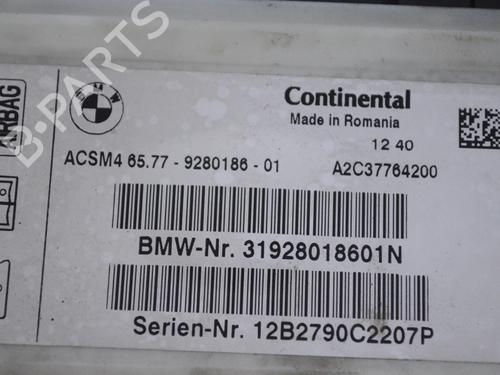 AIRBAG
BMW
Continental
Made in Romania
12 40
ACSM4 65.77 - 9280186 - 01
A2C37764200
BMW-Nr. 31928018601N
Serien-Nr. 12B2790C2207P
B-PARTS